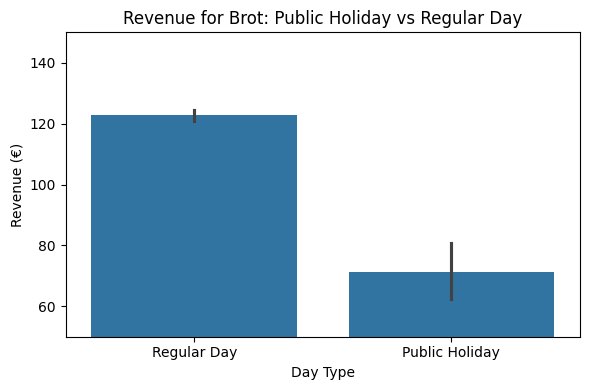 Revenue for Brot: Public Holiday vs Regular Day
Revenue (€)
140
120
100
80
60
Regular Day
Public Holiday
Day Type